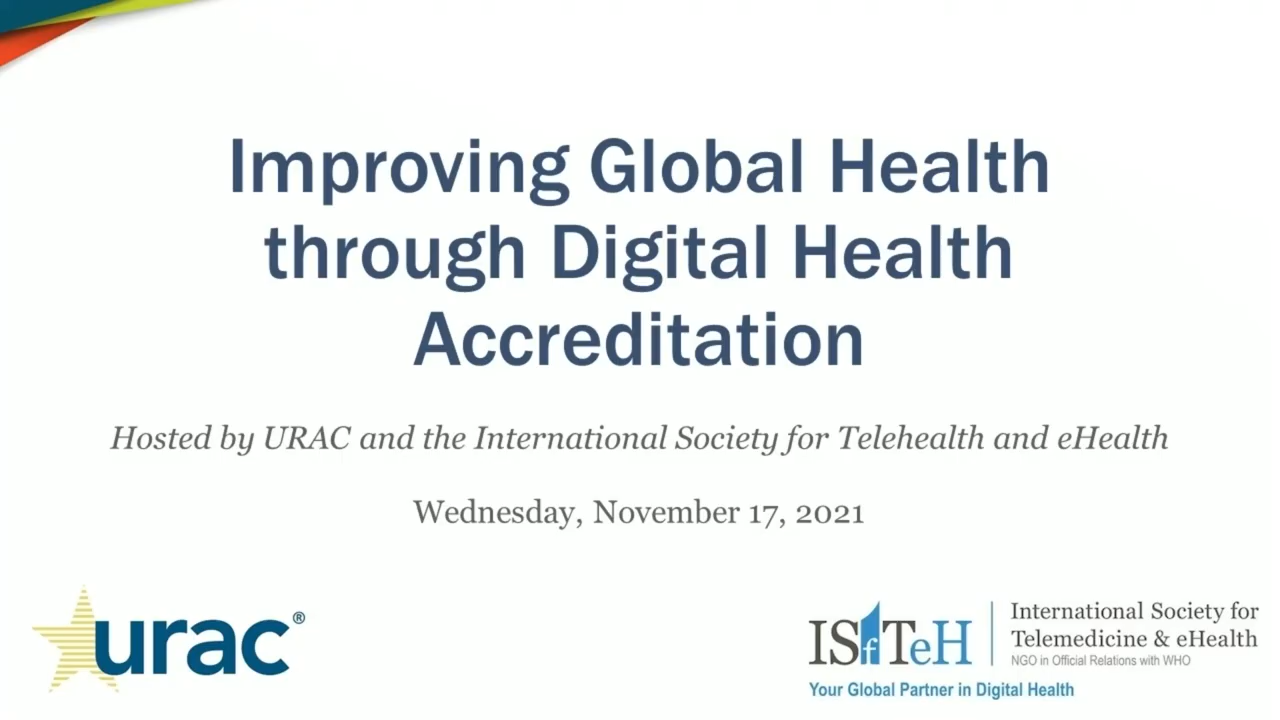 Improving Global Health
through Digital Health
Accreditation
Hosted by URAC and the International Society for Telehealth and eHealth
Wednesday, November 17, 2021
urac®
ISfTeH
International Society for
Telemedicine & eHealth
NGO in Official Relations with WHO
Your Global Partner in Digital Health